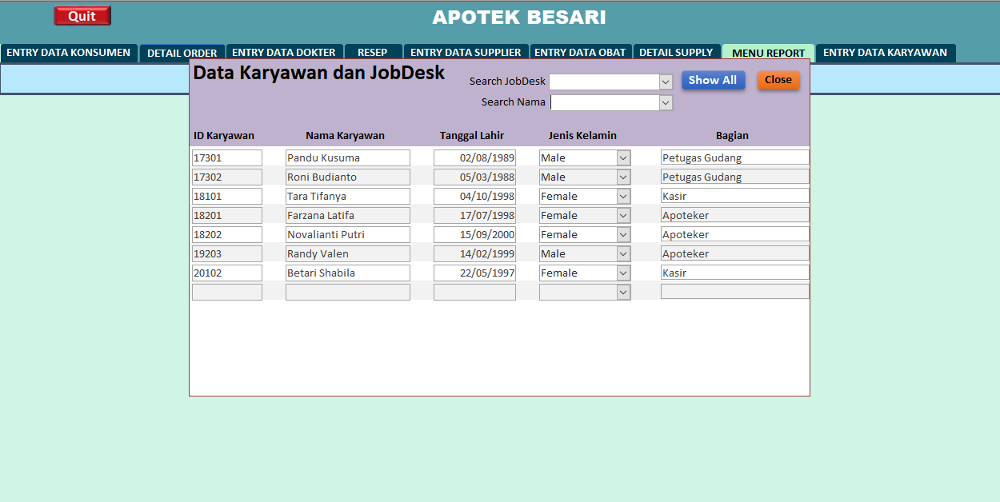 Quit
APOTEK BESARI
ENTRY DATA KONSUMEN DETAIL ORDER ENTRY DATA DOKTER RESEP ENTRY DATA SUPPLIER ENTRY DATA OBAT DETAIL SUPPLY MENU REPORT ENTRY DATA KARYAWAN
Data Karyawan dan JobDesk
Search JobDesk Show All Close
Search Nama
ID Karyawan Nama Karyawan Tanggal Lahir Jenis Kelamin Bagian
17301 Pandu Kusuma 02/08/1989 Male Petugas Gudang
17302 Roni Budianto 05/03/1988 Male Petugas Gudang
18101 Tara Tifanya 04/10/1998 Female Kasir
18201 Farzana Latifa 17/07/1998 Female Apoteker
18202 Novalianti Putri 15/09/2000 Female Apoteker
19203 Randy Valen 14/02/1999 Male Apoteker
20102 Betari Shabila 22/05/1997 Female Kasir